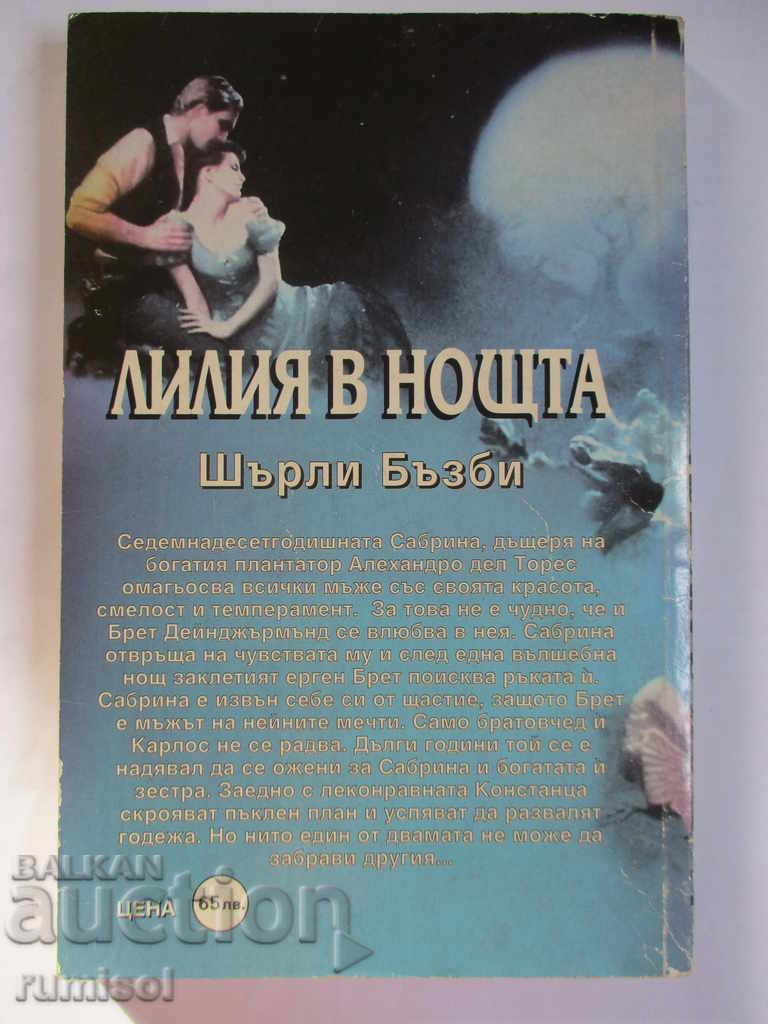 ЛИЛИЯ В НОЩТА
Шърли Бъзби
Седемнадесетгодишната Сабрина, дъщеря на
богатия плантатор Алехандро дел Торес
омагьосва всички мъже със своята красота,
смелост и темперамент. За това не е чудно, че и
Брет Дейнджърмънд се влюбва в нея. Сабрина
отвръща на чувствата му и след една вълшебна
нощ заклетият ерген Брет поисква ръката ѝ.
Сабрина е извън себе си от щастие, защото Брет
е мъжът на нейните мечти. Само братовчед ѝ
Карлос не се радва. Дълги години той се е
надявал да се ожени за Сабрина и богатата ѝ
зестра. Заедно с леконравната Констанца
скрояват пъклен план и успяват да развалят
годежа. Но нито един от двамата не може да
забрави другия...
ЦЕНА 65 лв.
BALKAN
auction
rumisol